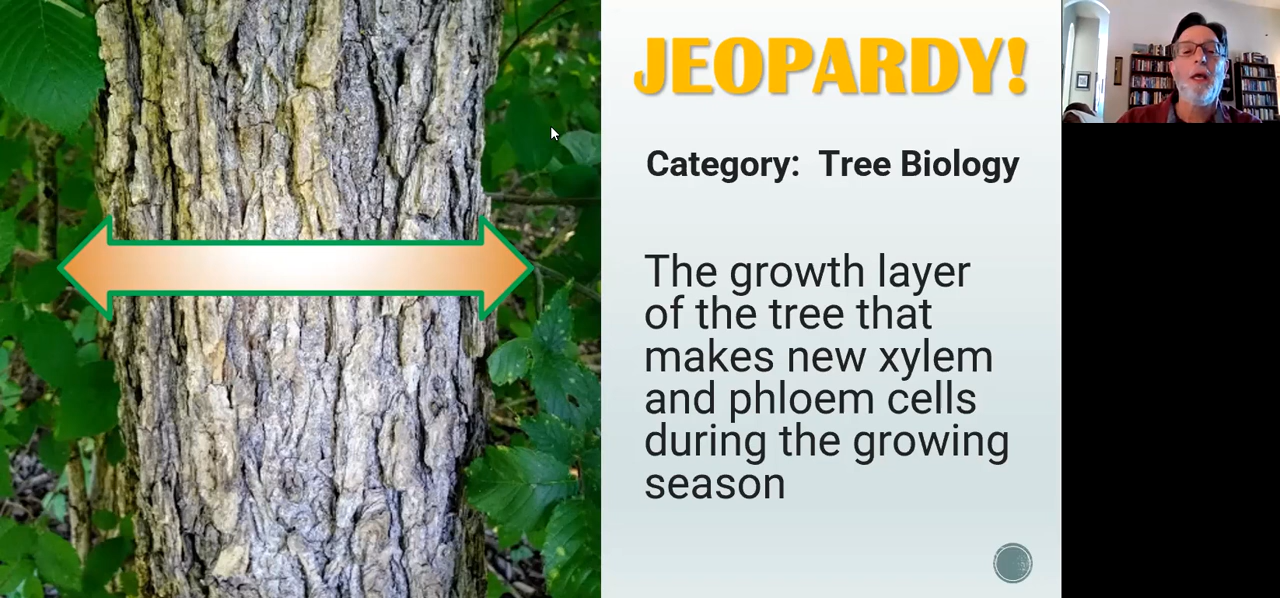 JEOPARDY!
Category: Tree Biology
The growth layer
of the tree that
makes new xylem
and phloem cells
during the growing
season